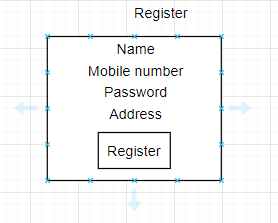 Register
Name
Mobile number
Password
Address
Register